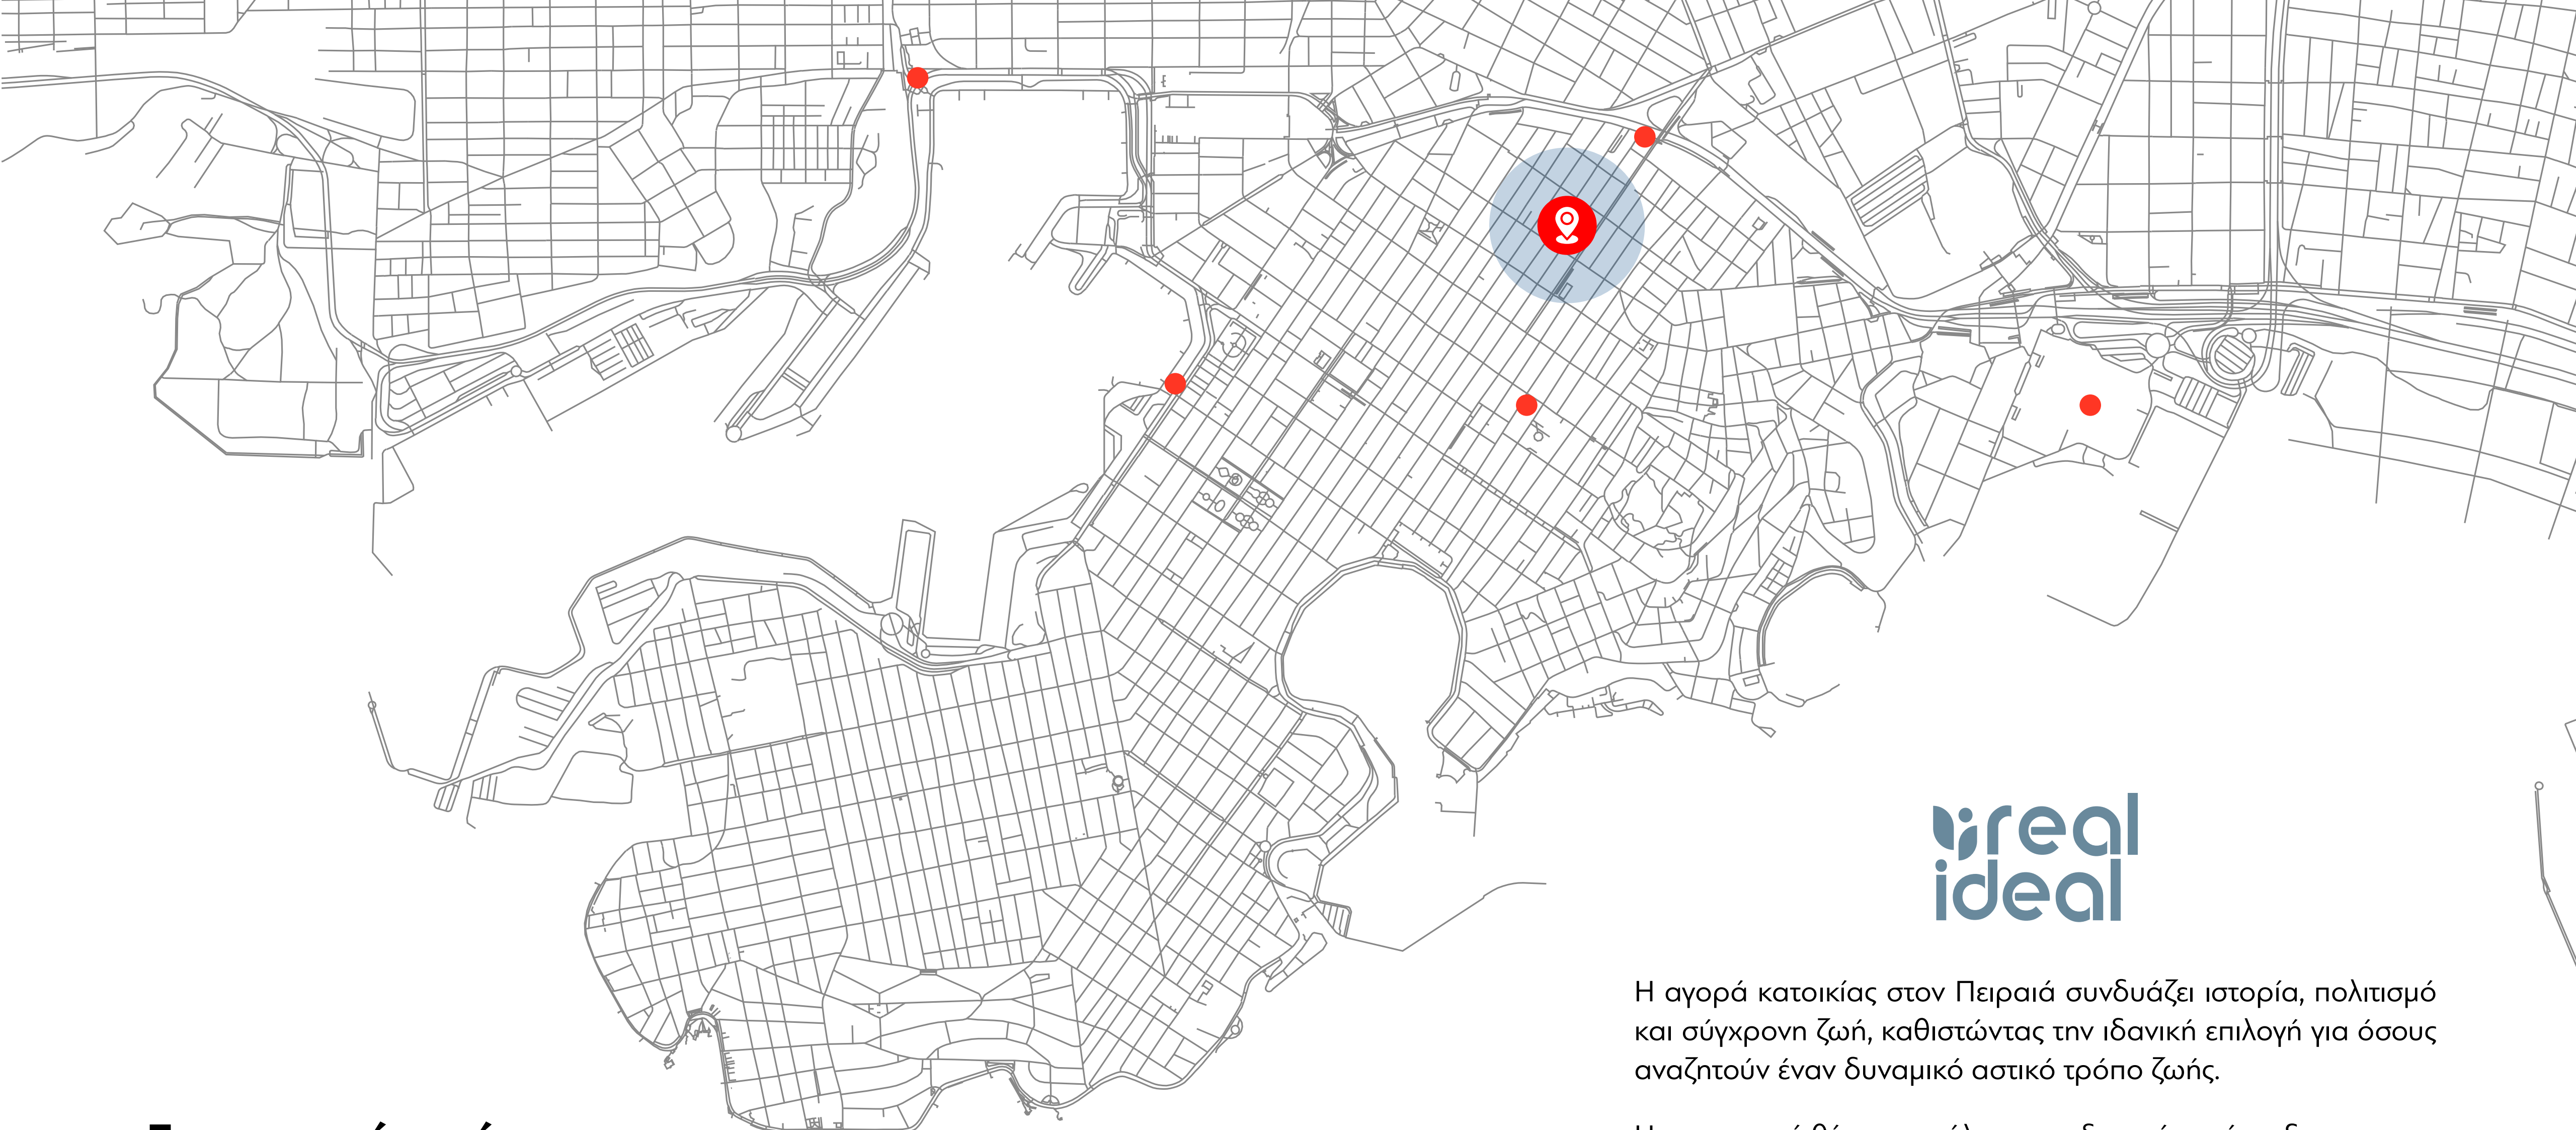 real
ideal
Η αγορά κατοικίας στον Πειραιά συνδυάζει ιστορία, πολιτισμό
και σύγχρονη ζωή, καθιστώντας την ιδανική επιλογή για όσους
αναζητούν έναν δυναμικό αστικό τρόπο ζωής.